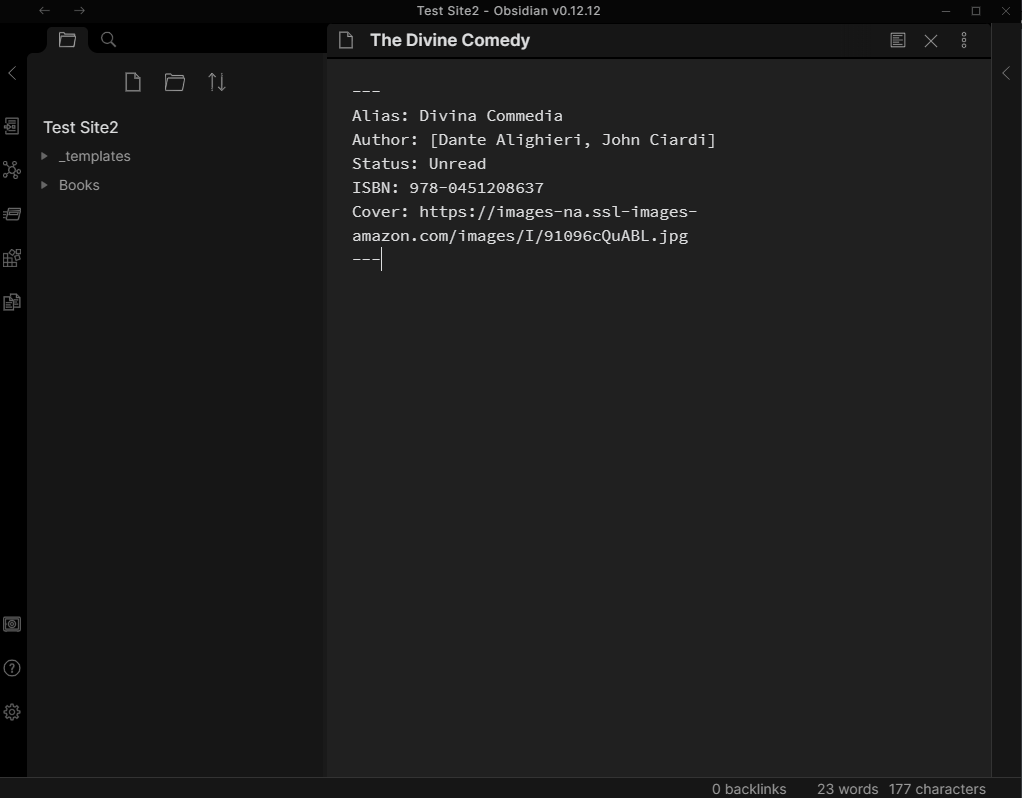 Test Site2 - Obsidian v0.12.12
The Divine Comedy
Test Site2
_templates
Books
---
Alias: Divina Commedia
Author: [Dante Alighieri, John Ciardi]
Status: Unread
ISBN: 978-0451208637
Cover: https://images-na.ssl-images-
amazon.com/images/I/91096cQuABL.jpg
---
0 backlinks 23 words 177 characters